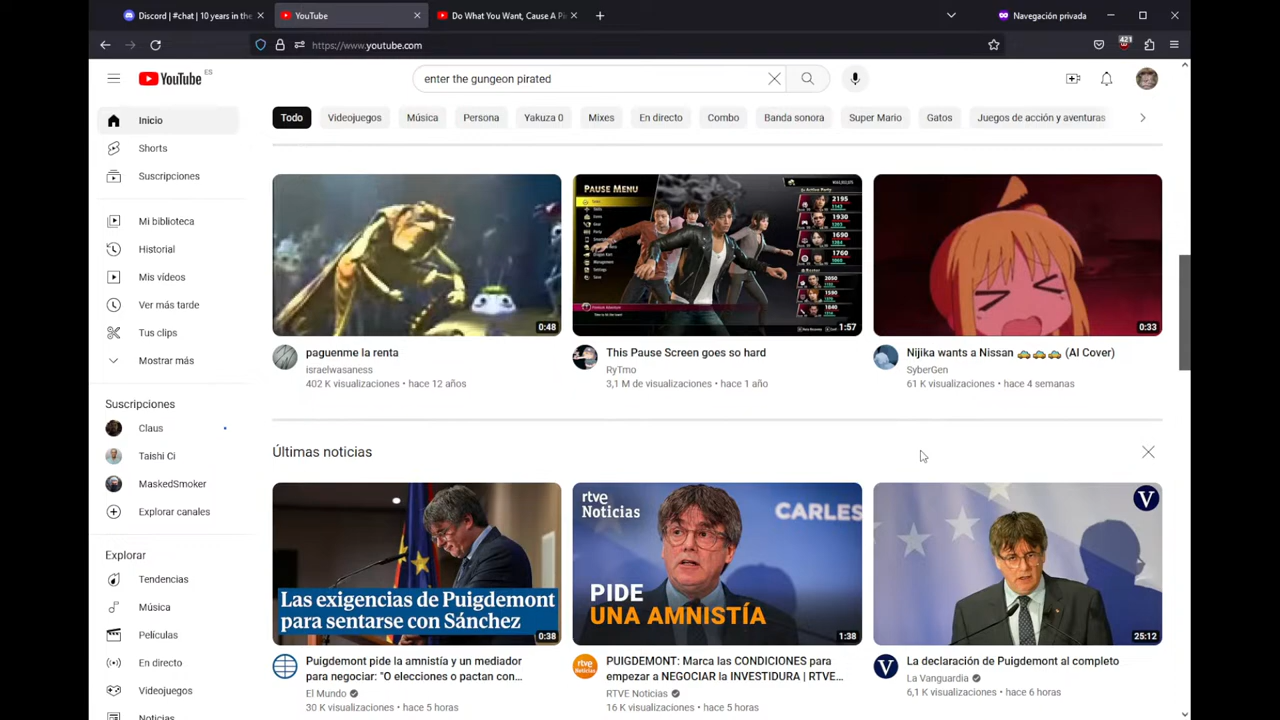 Discord | #chat | 10 years in the
YouTube
Do What You Want, Cause A Pi
Navegación privada
https://www.youtube.com
421
YouTube ES
enter the gungeon pirated
Inicio
Shorts
Suscripciones
Mi biblioteca
Historial
Mis vídeos
Ver más tarde
Tus clips
Mostrar más
Suscripciones
Claus
Taishi Ci
MaskedSmoker
Explorar canales
Explorar
Tendencias
Música
Películas
En directo
Videojuegos
Noticias
Todo
Videojuegos
Música
Persona
Yakuza 0
Mixes
En directo
Combo
Banda sonora
Super Mario
Gatos
Juegos de acción y aventuras
0:48
paguenme la renta
israelwasaness
402 K visualizaciones • hace 12 años
PAUSE MENU
1:57
This Pause Screen goes so hard
RyTmo
3,1 M de visualizaciones • hace 1 año
0:33
Nijika wants a Nissan 🚕🚕🚕 (AI Cover)
SyberGen
61 K visualizaciones • hace 4 semanas
Últimas noticias
Las exigencias de Puigdemont
para sentarse con Sánchez
0:38
Puigdemont pide la amnistía y un mediador
para negociar: "O elecciones o pactan con...
El Mundo
30 K visualizaciones • hace 5 horas
rtve
Noticias
CARLES
PIDE
UNA AMNISTÍA
1:38
PUIGDEMONT: Marca las CONDICIONES para
empezar a NEGOCIAR la INVESTIDURA | RTVE...
RTVE Noticias
16 K visualizaciones • hace 5 horas
V
25:12
La declaración de Puigdemont al completo
La Vanguardia
6,1 K visualizaciones • hace 6 horas